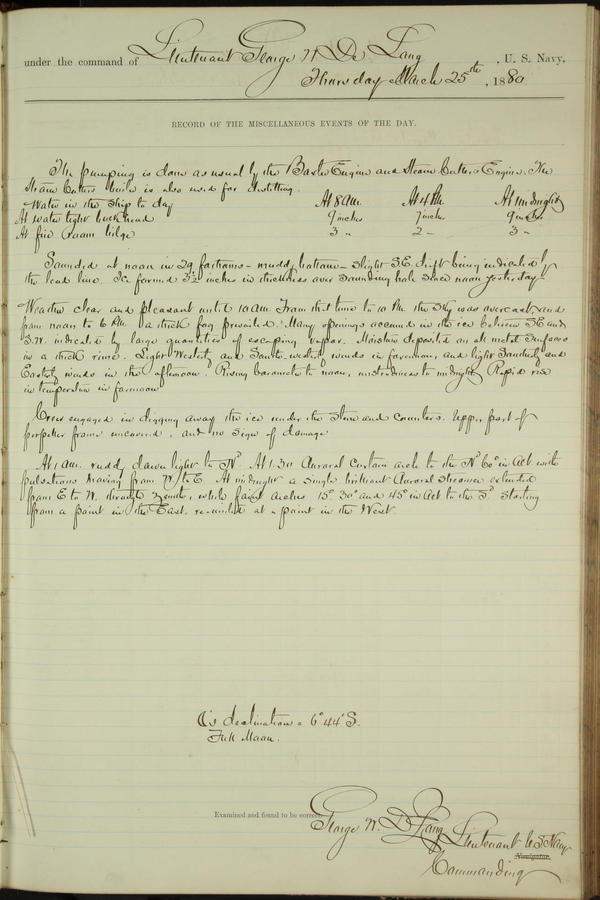 under the command of Lieutenant George W De Long, U. S. Navy,
Thursday March 25th, 1880
RECORD OF THE MISCELLANEOUS EVENTS OF THE DAY.
The pumping is done as usual by the Baxter Engine and Steam Cutters Engine. The
Steam Cutters boiler is also used for distilling.
Water in the ship to day At 8 AM. At 4 PM. At midnight
At water tight bulkhead 9 inches 7 inches 9 inches
At fire room bilge 3 " 2 " 3 "
Sounded at noon in 29 fathoms - muddy bottom - slight SE drift being indicated by
the lead line. Ice formed 3½ inches in thickness over sounding hole since noon yesterday
Weather clear and pleasant until 10 AM. From that time to 10 PM. the sky was overcast, and
from noon to 6 PM. a thick fog prevailed. Many openings occurred in the ice between SE and
S.W. indicated by large quantities of escaping vapor. Moisture deposited on all metal surfaces
in a thick rime. Light Westerly and South westerly winds in forenoon, and light Southerly and
Easterly winds in the afternoon. Rising barometer to noon, unsteadiness to midnight. Rapid rise
in temperature in forenoon
Crew engaged in digging away the ice under the Stern and Counters. Upper part of
propeller frame uncovered, and no sign of damage
At 1 AM. ruddy dawn light to Nd. At 1.30 Auroral Curtain arch to the Nd 60° in alt. with
pulsations having from W to E. At midnight a single brilliant Auroral streamer extended
from E to W. through Zenith, while faint arches 15° 30° and 45° in alt to the Sd. Starting
from a point in the East, re-united at a point in the West.
☾'s declination = 6° 44' S.
Full Moon.
Examined and found to be correct.
George W. De Long Lieutenant U.S Navy
Navigator.
Commanding